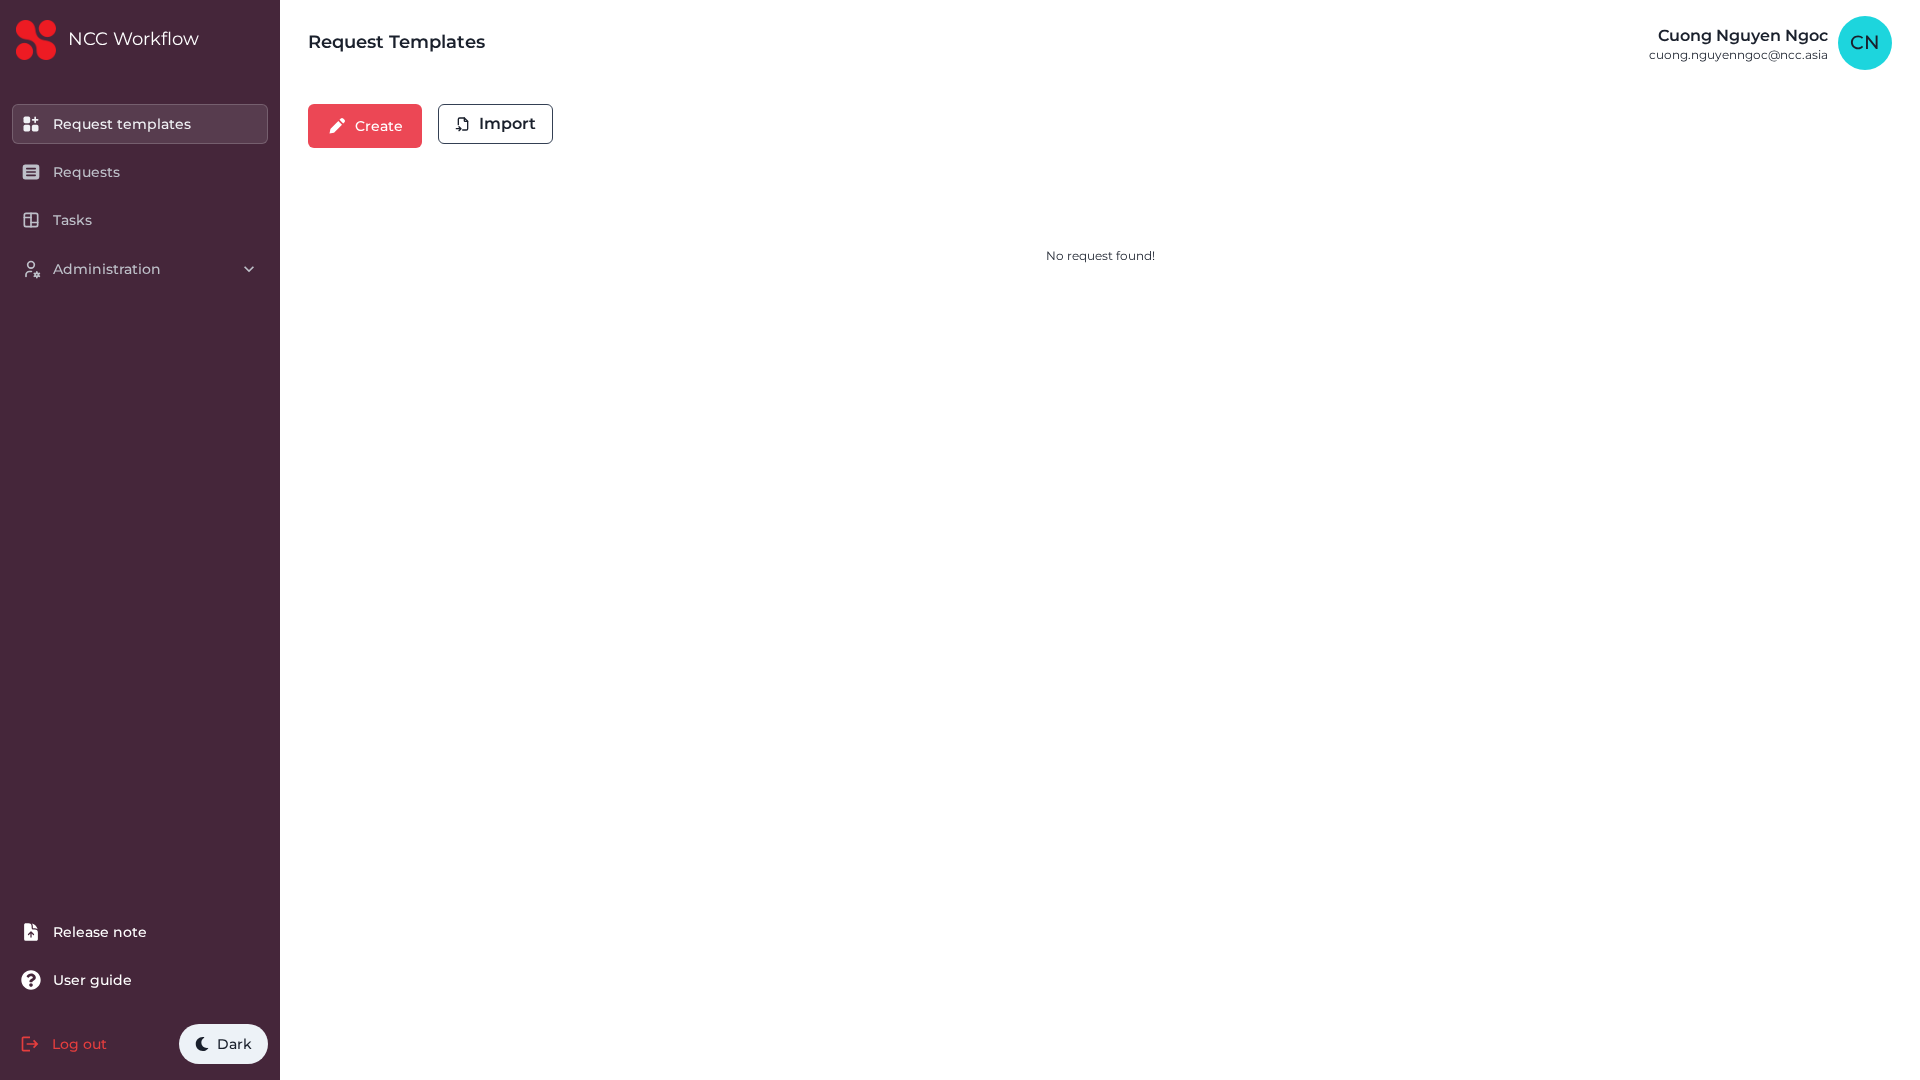 NCC Workflow
Request templates
Requests
Tasks
Administration
Release note
User guide
Log out
Dark
Request Templates
Cuong Nguyen Ngoc
cuong.nguyenngoc@ncc.asia
CN
Create
Import
No request found!